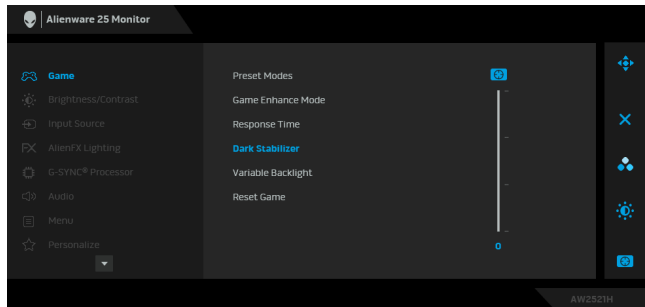 Alienware 25 Monitor
Game
Brightness/Contrast
Input Source
FX AlienFX Lighting
G-SYNC® Processor
Audio
Menu
Personalize
Preset Modes
Game Enhance Mode
Response Time
Dark Stabilizer
Variable Backlight
Reset Game
0
AW2521H